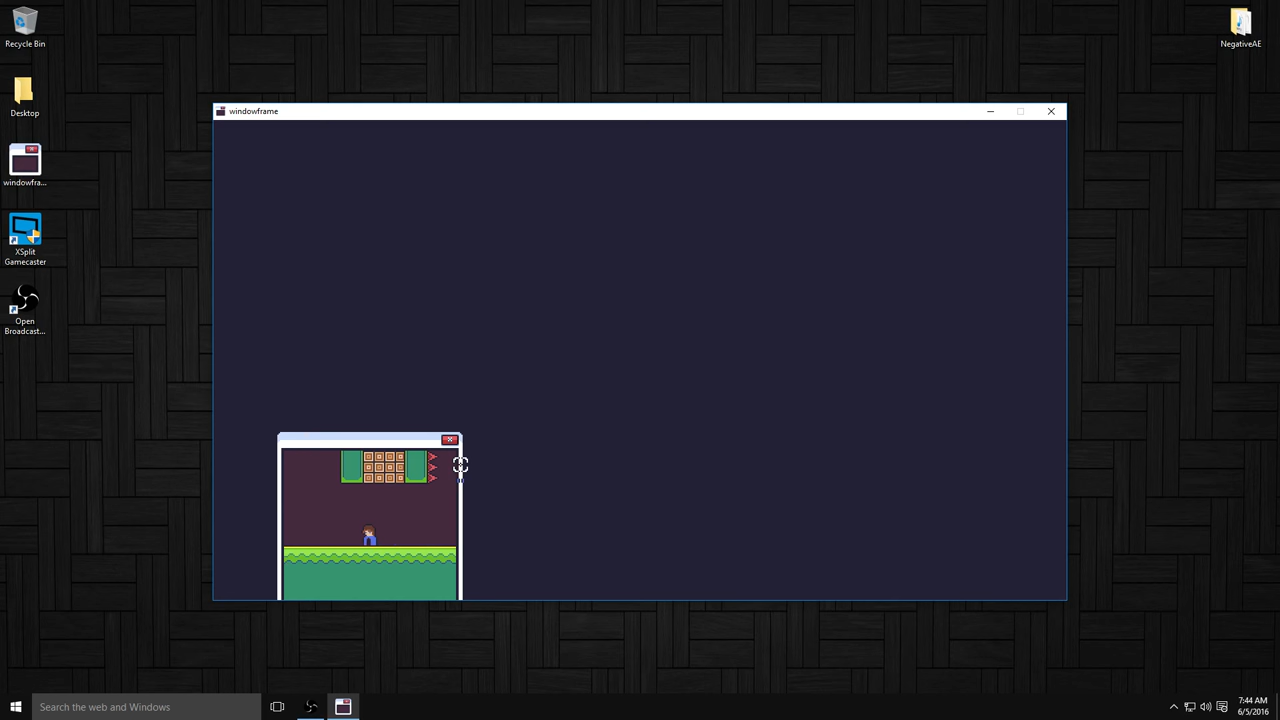 Recycle Bin
NegativeAE
Desktop
windowframe
windowfra...
XSplit
Gamecaster
Open
Broadcast...
Search the web and Windows
7:44 AM
6/5/2016